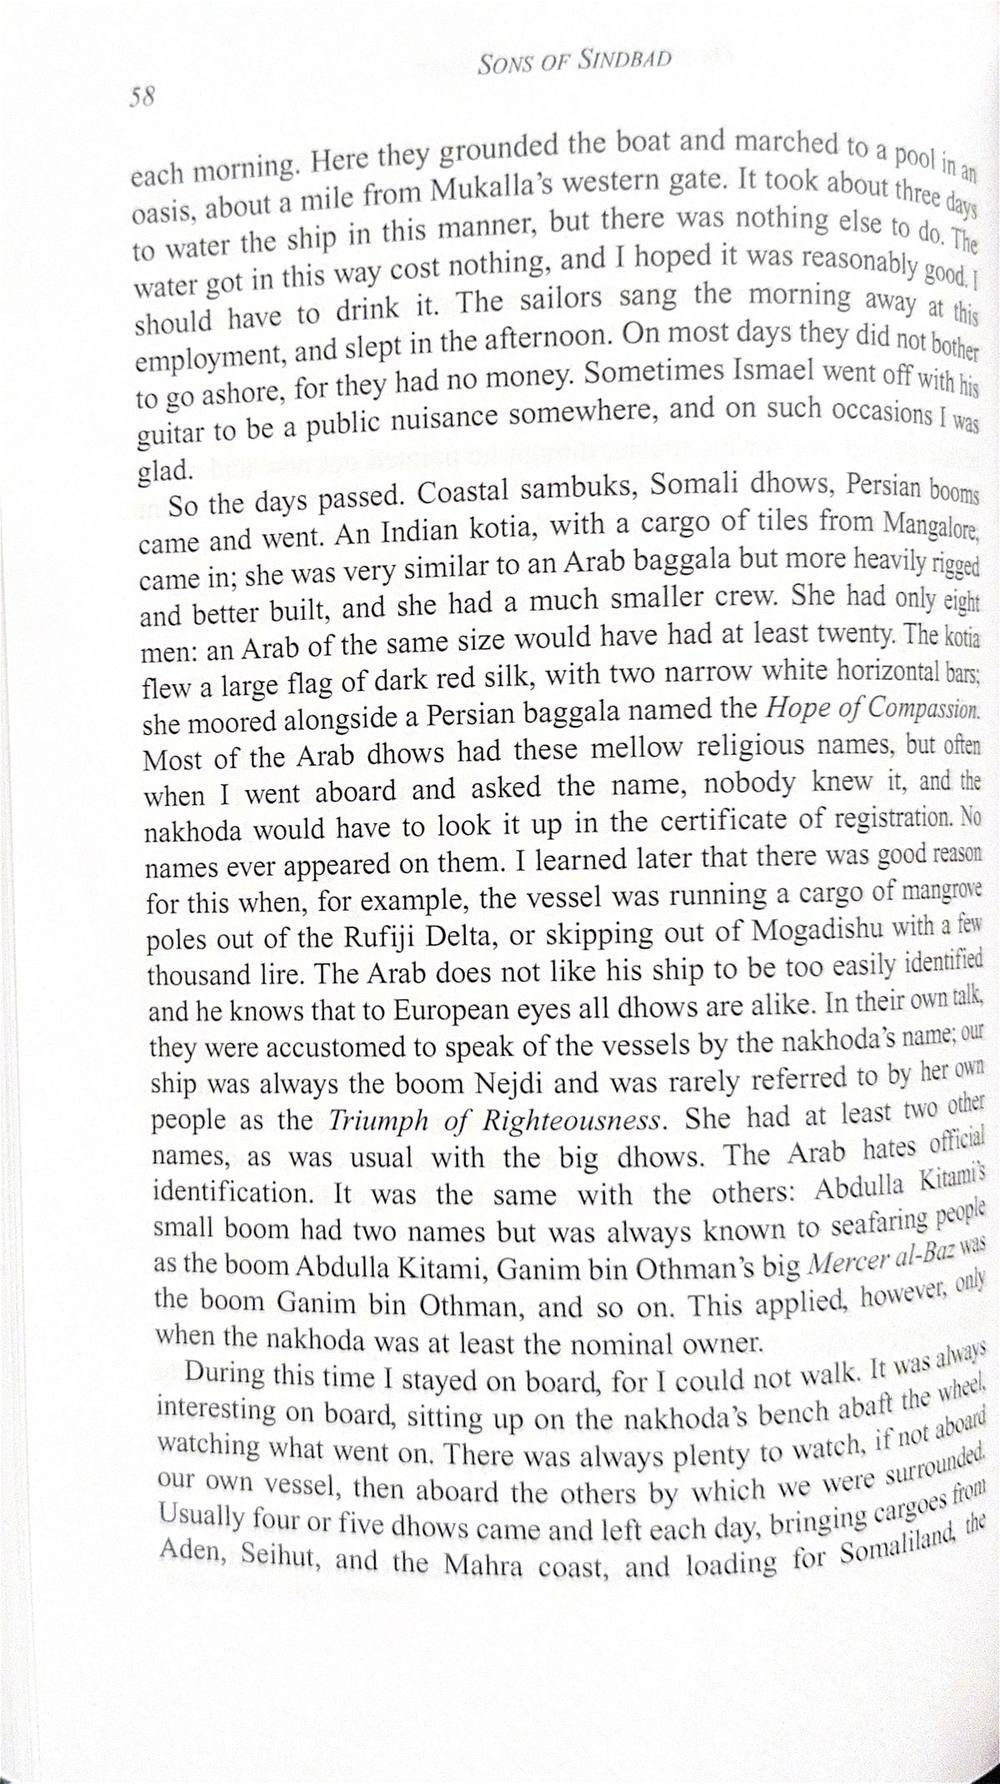 SONS OF SINDBAD
58
each morning. Here they grounded the boat and marched to a pool in an
oasis, about a mile from Mukalla's western gate. It took about three days
to water the ship in this manner, but there was nothing else to do. The
water got in this way cost nothing, and I hoped it was reasonably good. I
should have to drink it. The sailors sang the morning away at this
employment, and slept in the afternoon. On most days they did not bother
to go ashore, for they had no money. Sometimes Ismael went off with his
guitar to be a public nuisance somewhere, and on such occasions I was
glad.
So the days passed. Coastal sambuks, Somali dhows, Persian booms
came and went. An Indian kotia, with a cargo of tiles from Mangalore,
came in; she was very similar to an Arab baggala but more heavily rigged
and better built, and she had a much smaller crew. She had only eight
men: an Arab of the same size would have had at least twenty. The kotia
flew a large flag of dark red silk, with two narrow white horizontal bars;
she moored alongside a Persian baggala named the Hope of Compassion.
Most of the Arab dhows had these mellow religious names, but often
when I went aboard and asked the name, nobody knew it, and the
nakhoda would have to look it up in the certificate of registration. No
names ever appeared on them. I learned later that there was good reason
for this when, for example, the vessel was running a cargo of mangrove
poles out of the Rufiji Delta, or skipping out of Mogadishu with a few
thousand lire. The Arab does not like his ship to be too easily identified
and he knows that to European eyes all dhows are alike. In their own talk,
they were accustomed to speak of the vessels by the nakhoda's name; our
ship was always the boom Nejdi and was rarely referred to by her own
people as the Triumph of Righteousness. She had at least two other
names, as was usual with the big dhows. The Arab hates official
identification. It was the same with the others: Abdulla Kitami's
small boom had two names but was always known to seafaring people
as the boom Abdulla Kitami, Ganim bin Othman's big Mercer al-Baz was
the boom Ganim bin Othman, and so on. This applied, however, only
when the nakhoda was at least the nominal owner.
During this time I stayed on board, for I could not walk. It was always
interesting on board, sitting up on the nakhoda's bench abaft the wheel,
watching what went on. There was always plenty to watch, if not aboard
our own vessel, then aboard the others by which we were surrounded.
Usually four or five dhows came and left each day, bringing cargoes from
Aden, Seihut, and the Mahra coast, and loading for Somaliland, the